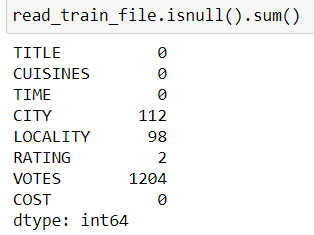 read_train_file.isnull().sum()
TITLE 0
CUISINES 0
TIME 0
CITY 112
LOCALITY 98
RATING 2
VOTES 1204
COST 0
dtype: int64